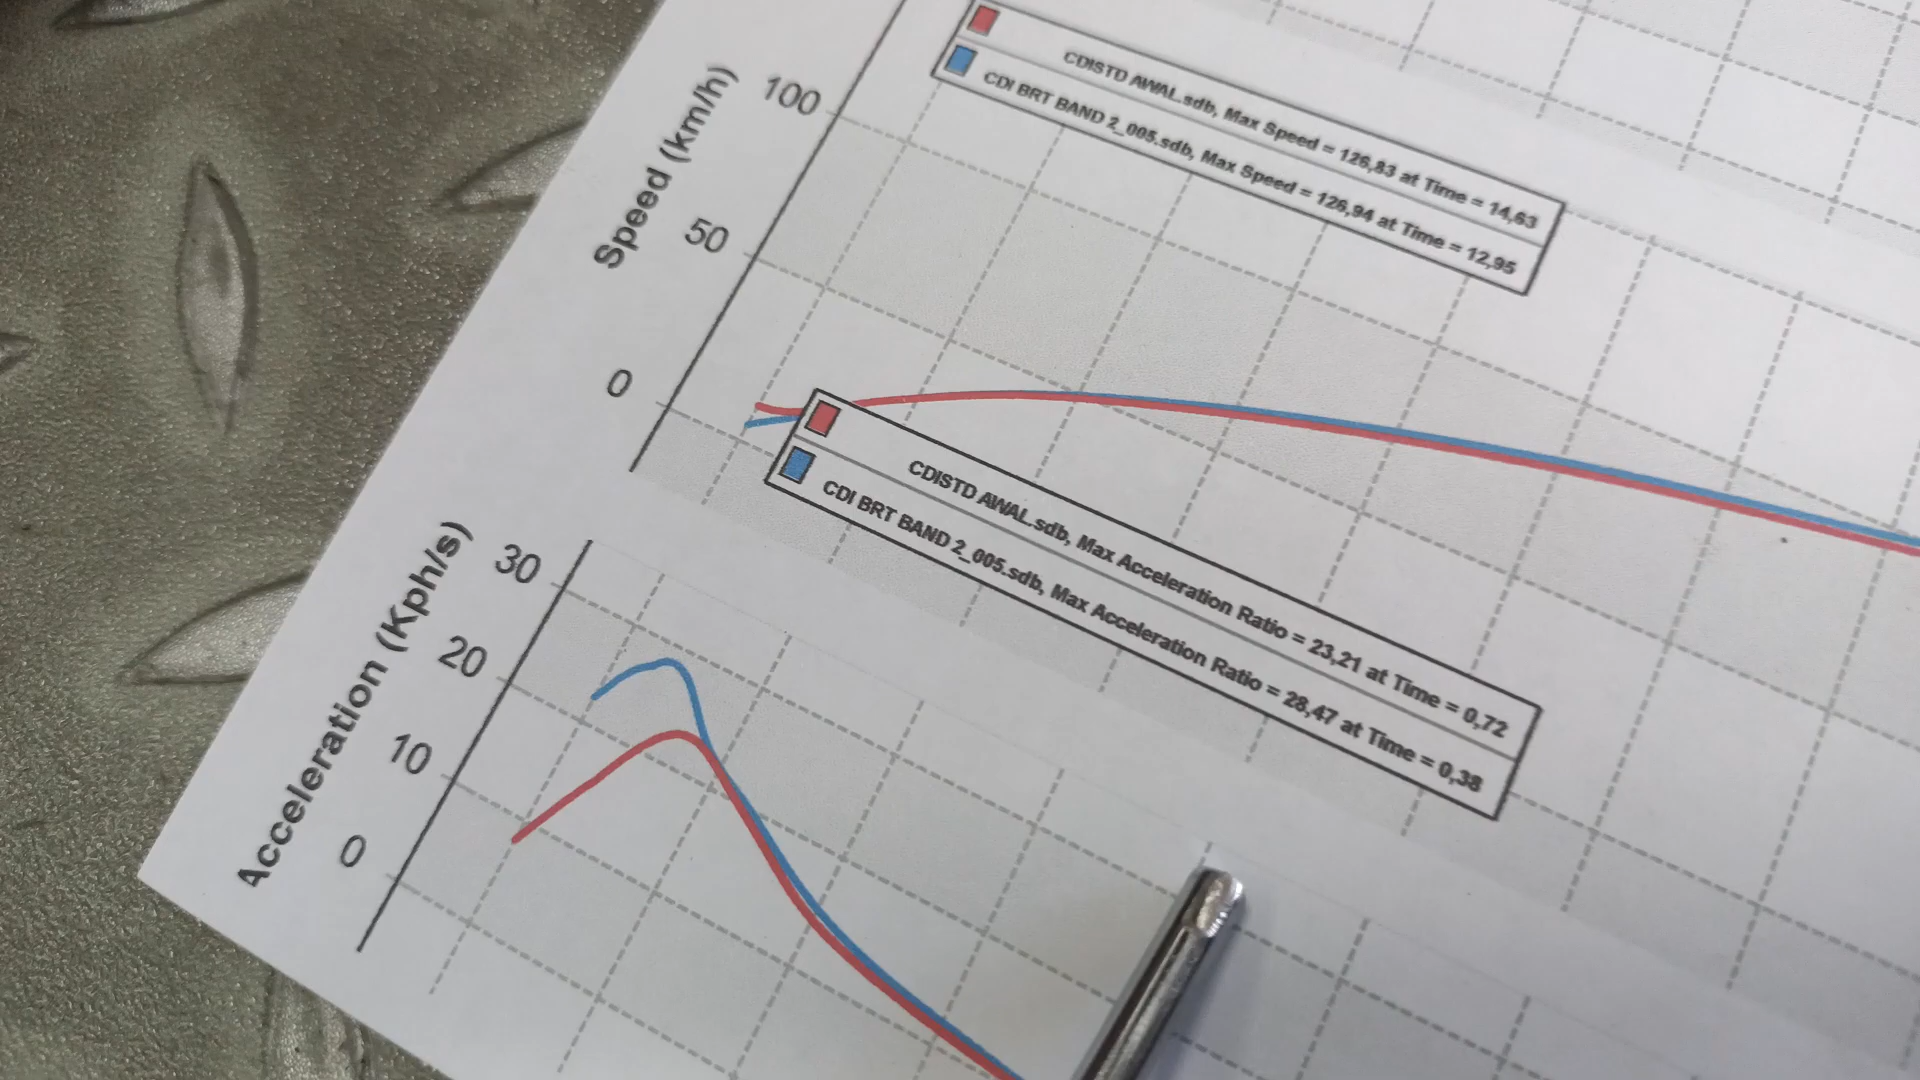 CDISTD AWAL.sdb, Max Speed = 126,83 at Time = 14,63
CDI BRT BAND 2_005.sdb, Max Speed = 126,94 at Time = 12,95
Speed (km/h)
100
50
0
CDISTD AWAL.sdb, Max Acceleration Ratio = 23,21 at Time = 0,72
CDI BRT BAND 2_005.sdb, Max Acceleration Ratio = 28,47 at Time = 0,38
Acceleration (Kph/s)
30
20
10
0